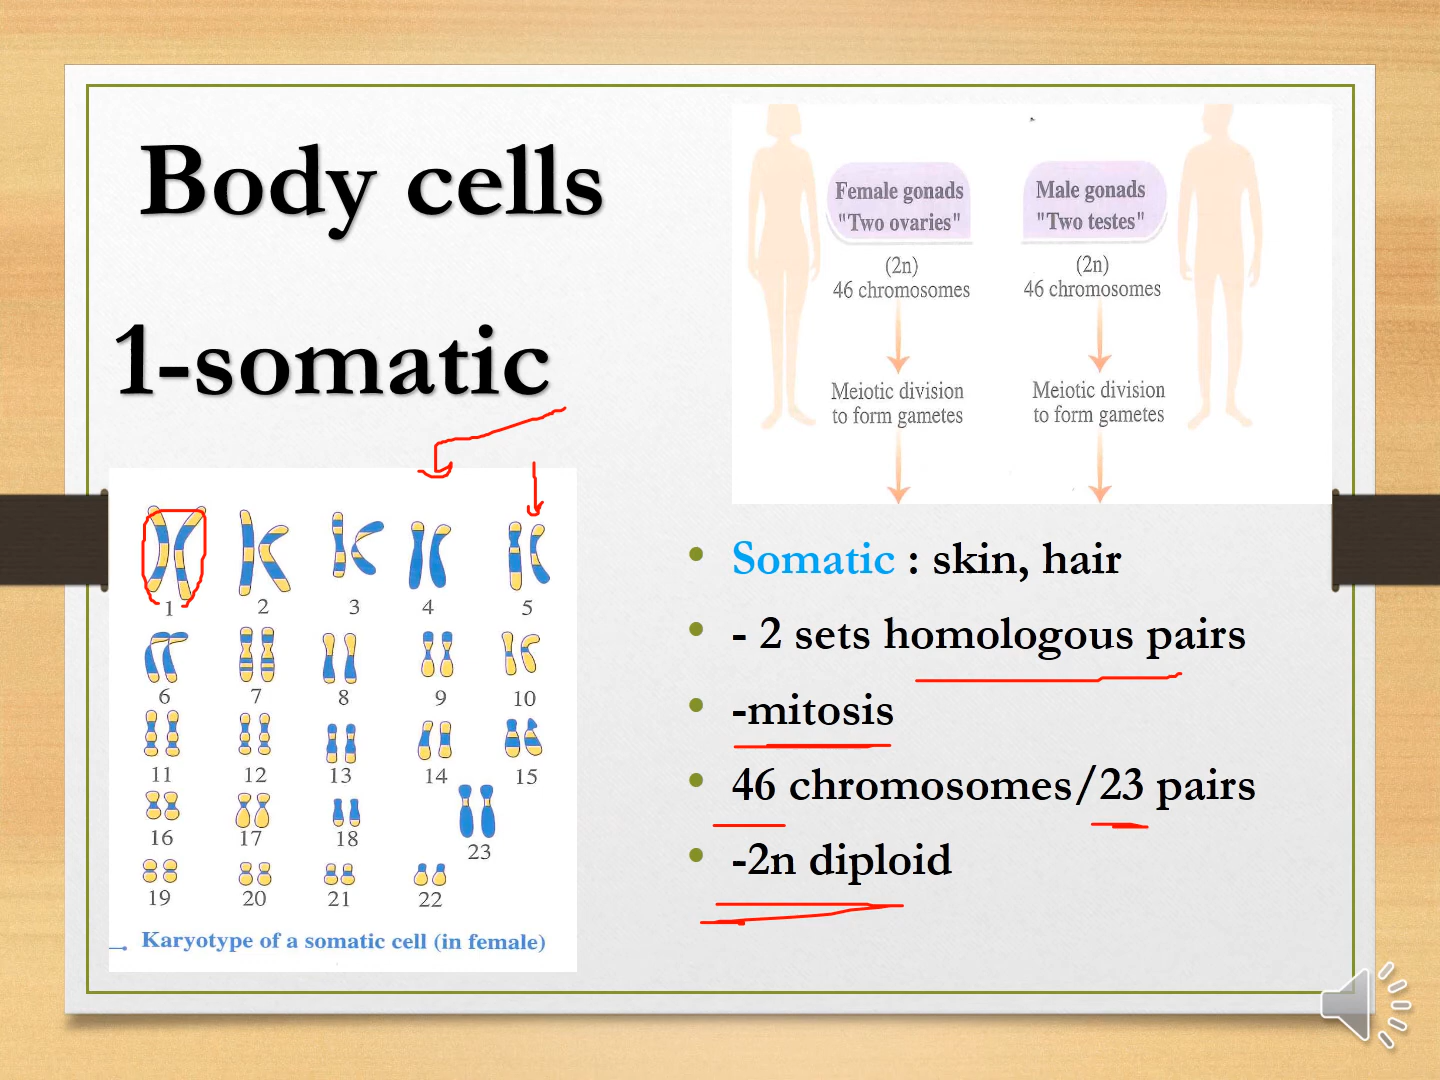 Body cells
1-somatic
Female gonads
"Two ovaries"
(2n)
46 chromosomes
Meiotic division
to form gametes
Male gonads
"Two testes"
(2n)
46 chromosomes
Meiotic division
to form gametes
1 2 3 4 5
6 7 8 9 10
11 12 13 14 15
16 17 18 23
19 20 21 22
Karyotype of a somatic cell (in female)
• Somatic : skin, hair
• - 2 sets homologous pairs
• -mitosis
• 46 chromosomes/23 pairs
• -2n diploid